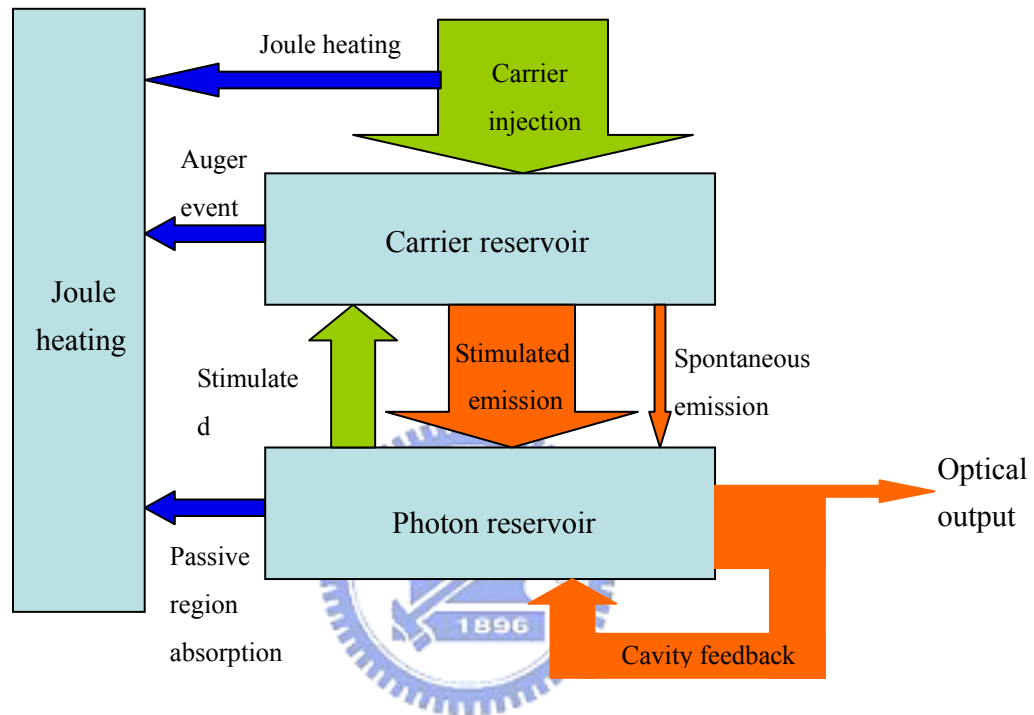 Joule heating
Carrier
injection
Auger
event
Carrier reservoir
Joule
heating
Stimulate
d
Stimulated
emission
Spontaneous
emission
Optical
output
Photon reservoir
Passive
region
absorption
1896
Cavity feedback